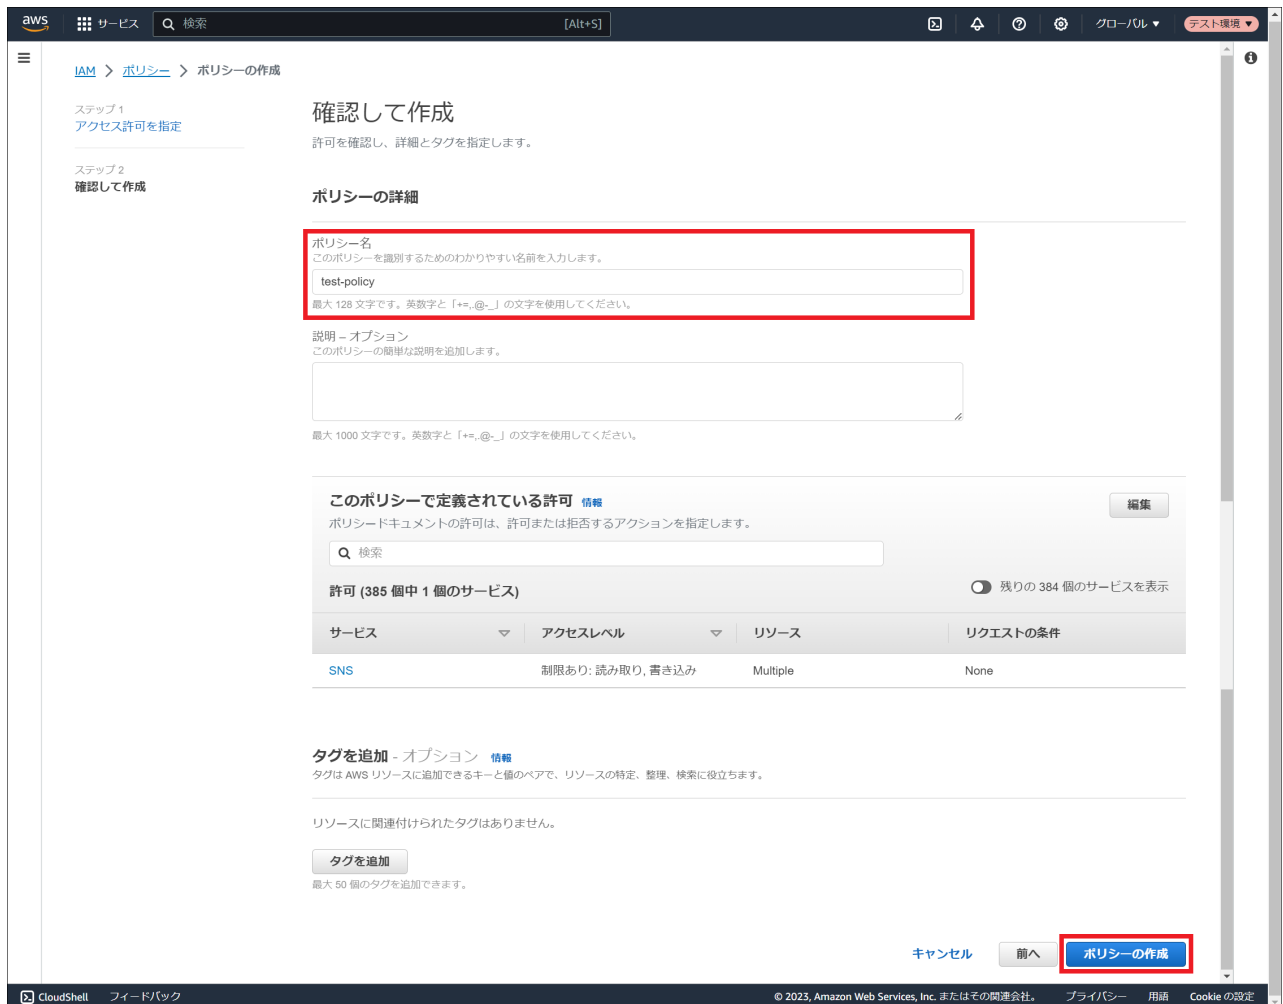 aws サービス 検索 [Alt+S] グローバル ▼ テスト環境 ▼
IAM > ポリシー > ポリシーの作成
ステップ 1
アクセス許可を指定
ステップ 2
確認して作成
確認して作成
許可を確認し、詳細とタグを指定します。
ポリシーの詳細
ポリシー名
このポリシーを識別するためのわかりやすい名前を入力します。
test-policy
最大 128 文字です。英数字と「+=,.@-_」の文字を使用してください。
説明 – オプション
このポリシーの簡単な説明を追加します。
最大 1000 文字です。英数字と「+=,.@-_」の文字を使用してください。
このポリシーで定義されている許可 情報
編集
ポリシードキュメントの許可は、許可または拒否するアクションを指定します。
検索
許可 (385 個中 1 個のサービス)
残りの 384 個のサービスを表示
サービス アクセスレベル リソース リクエストの条件
SNS 制限あり: 読み取り, 書き込み Multiple None
タグを追加 - オプション 情報
タグは AWS リソースに追加できるキーと値のペアで、リソースの特定、整理、検索に役立ちます。
リソースに関連付けられたタグはありません。
タグを追加
最大 50 個のタグを追加できます。
キャンセル 前へ ポリシーの作成
CloudShell フィードバック © 2023, Amazon Web Services, Inc. またはその関連会社。 プライバシー 用語 Cookie の設定